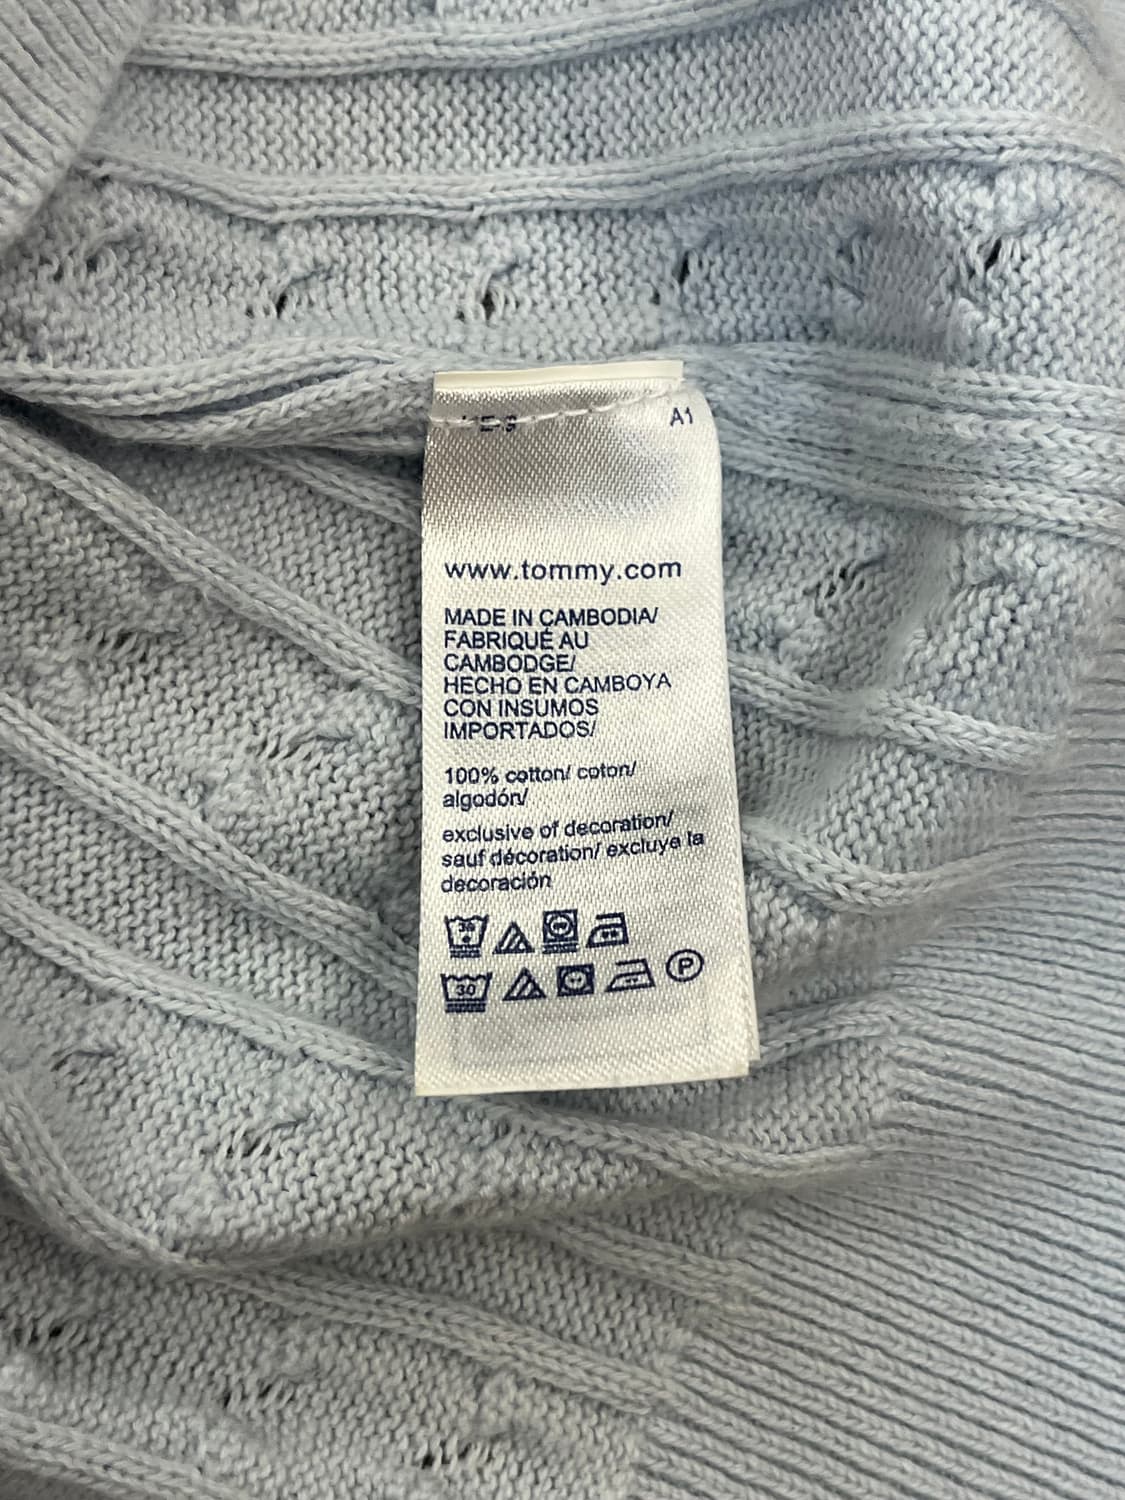 A1
www.tommy.com
MADE IN CAMBODIA/
FABRIQUÉ AU
CAMBODGE/
HECHO EN CAMBOYA
CON INSUMOS
IMPORTADOS/
100% cotton/ coton/
algodón/
exclusive of decoration/
sauf décoration/ excluye la
decoración
30
30
P